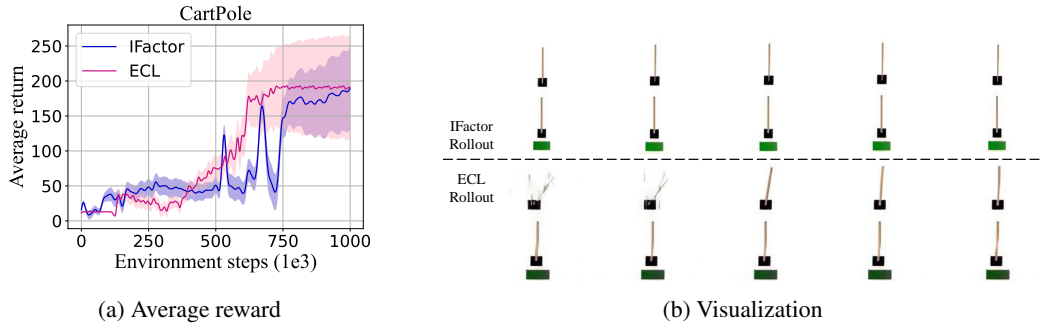 CartPole
Average return
250
200
150
100
50
0
IFactor
ECL
0
250
500
750
1000
Environment steps (1e3)
(a) Average reward
IFactor
Rollout
ECL
Rollout
(b) Visualization